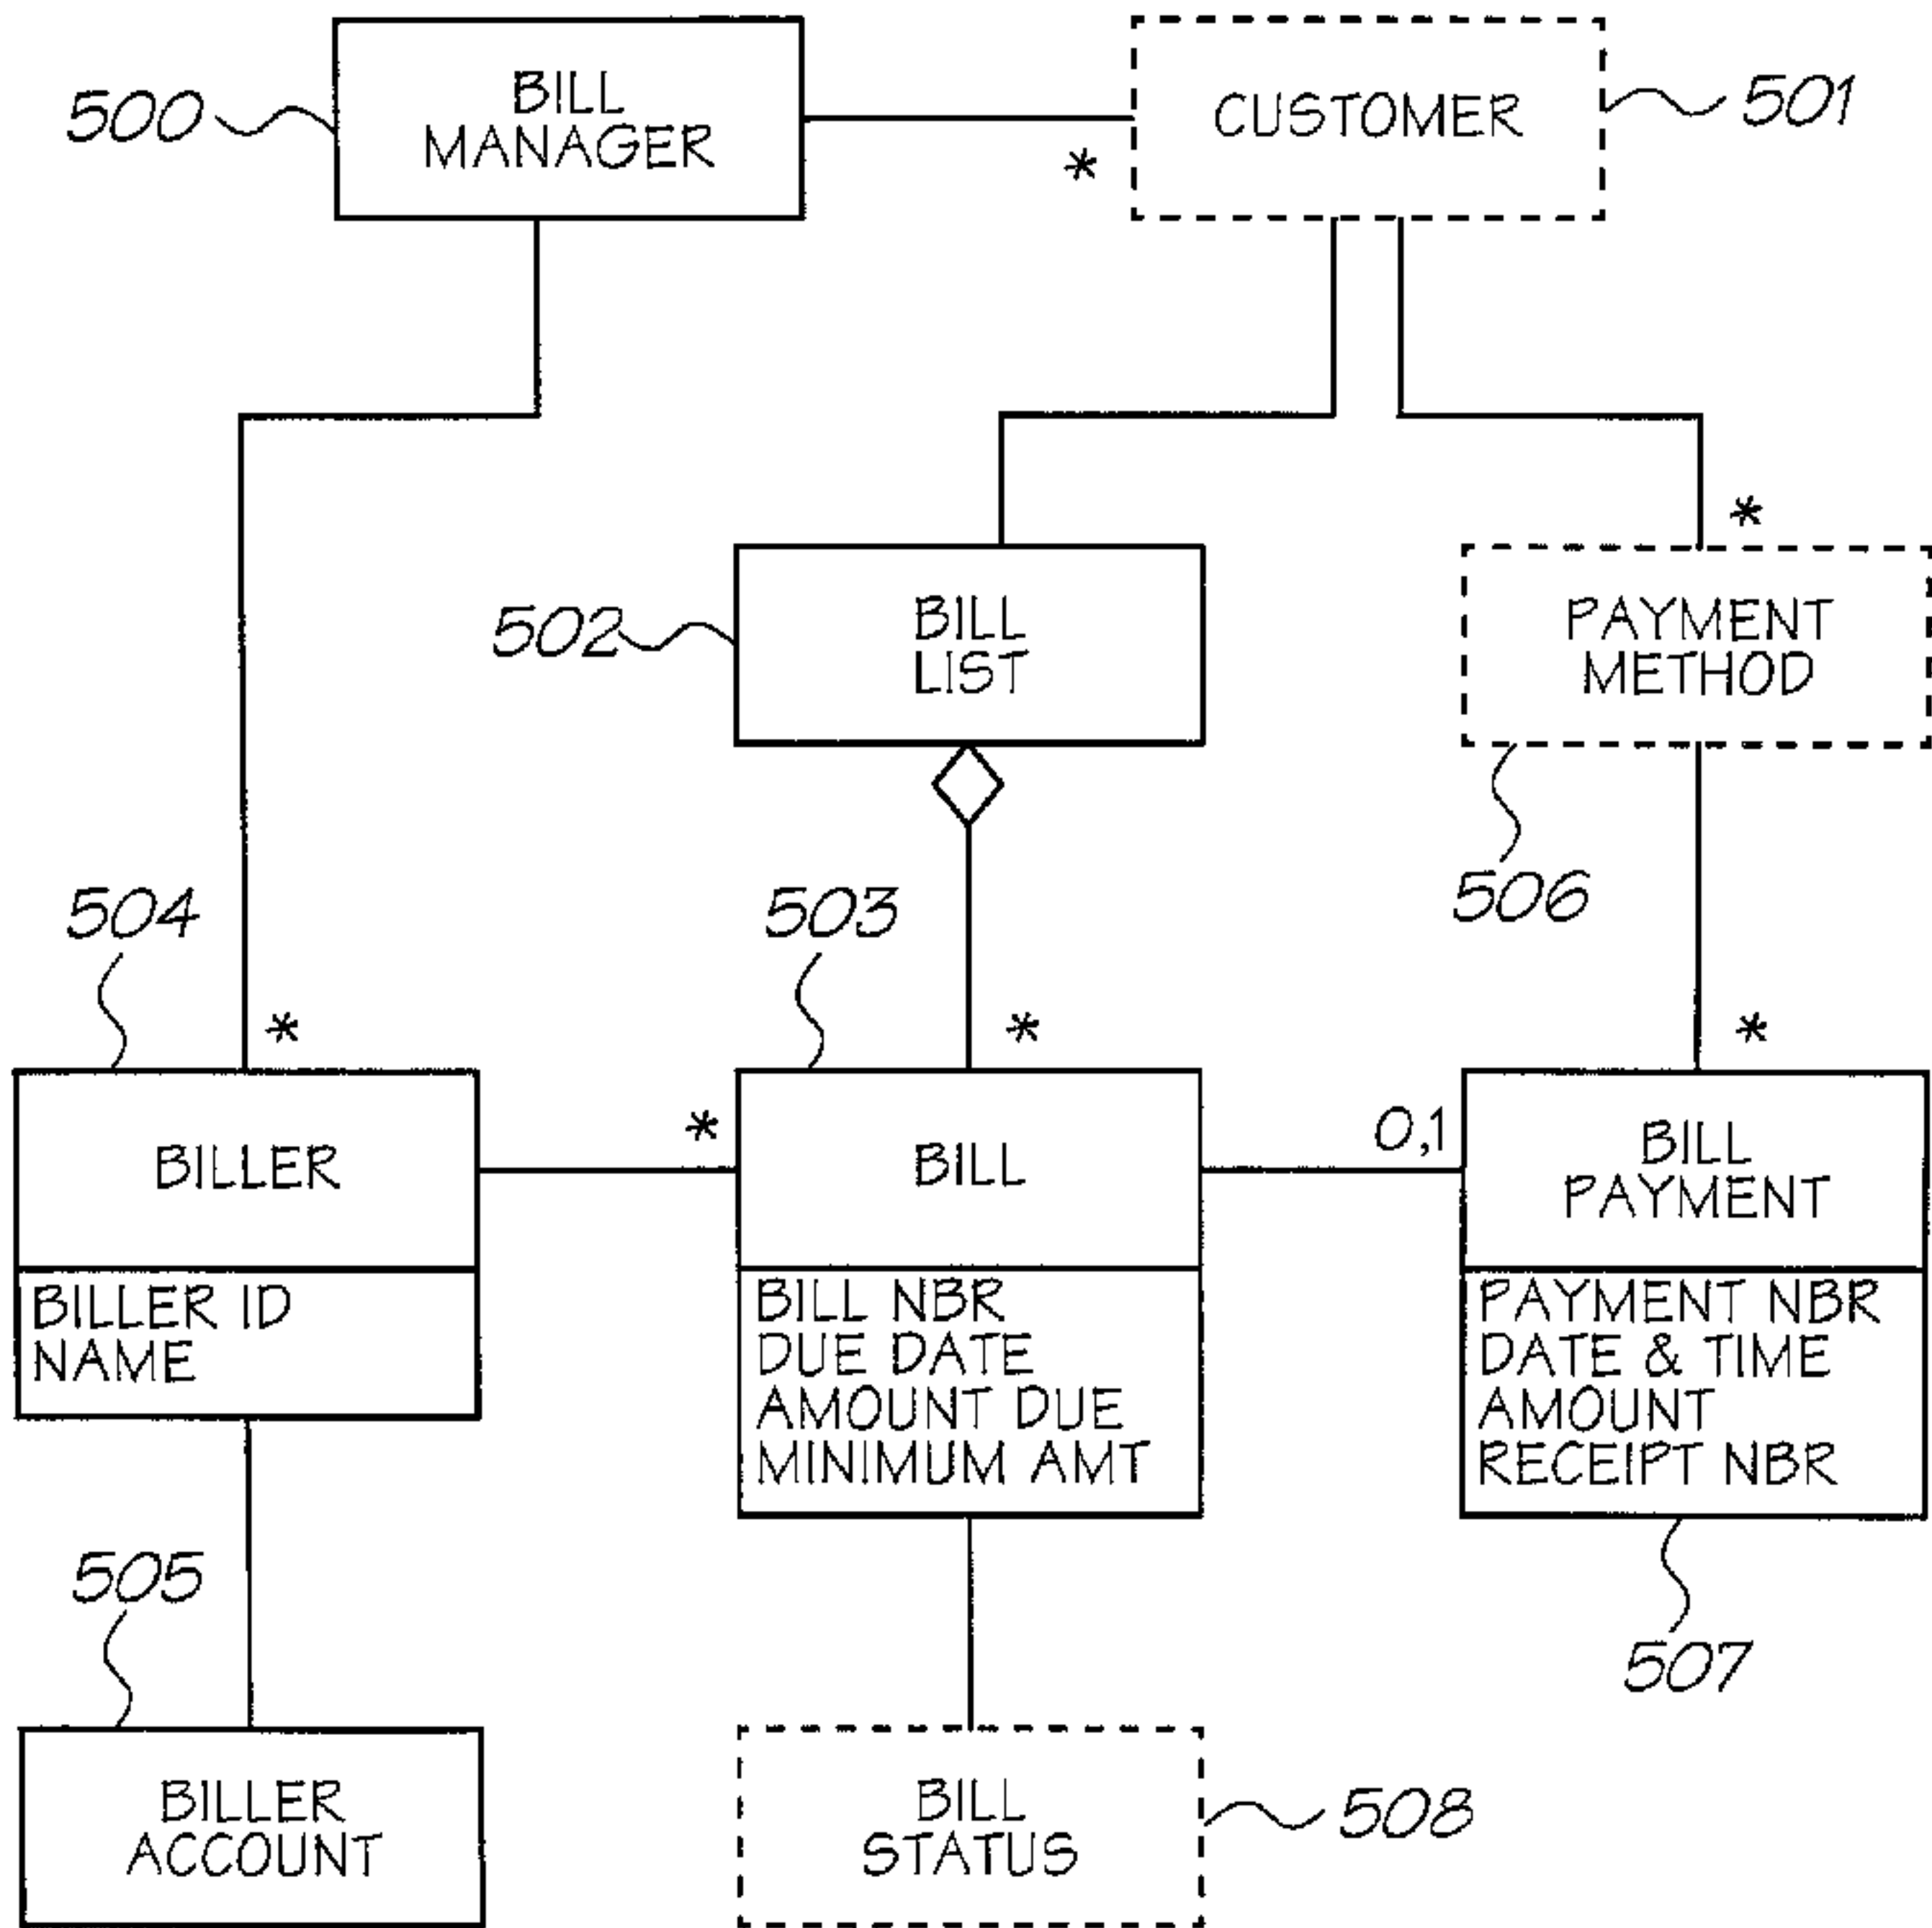 500
BILL
MANAGER
*
CUSTOMER
501
502
BILL
LIST
*
PAYMENT
METHOD
506
504
*
503
*
*
BILLER
BILLER ID
NAME
*
BILL
BILL NBR
DUE DATE
AMOUNT DUE
MINIMUM AMT
0,1
BILL
PAYMENT
PAYMENT NBR
DATE & TIME
AMOUNT
RECEIPT NBR
507
505
BILLER
ACCOUNT
BILL
STATUS
508